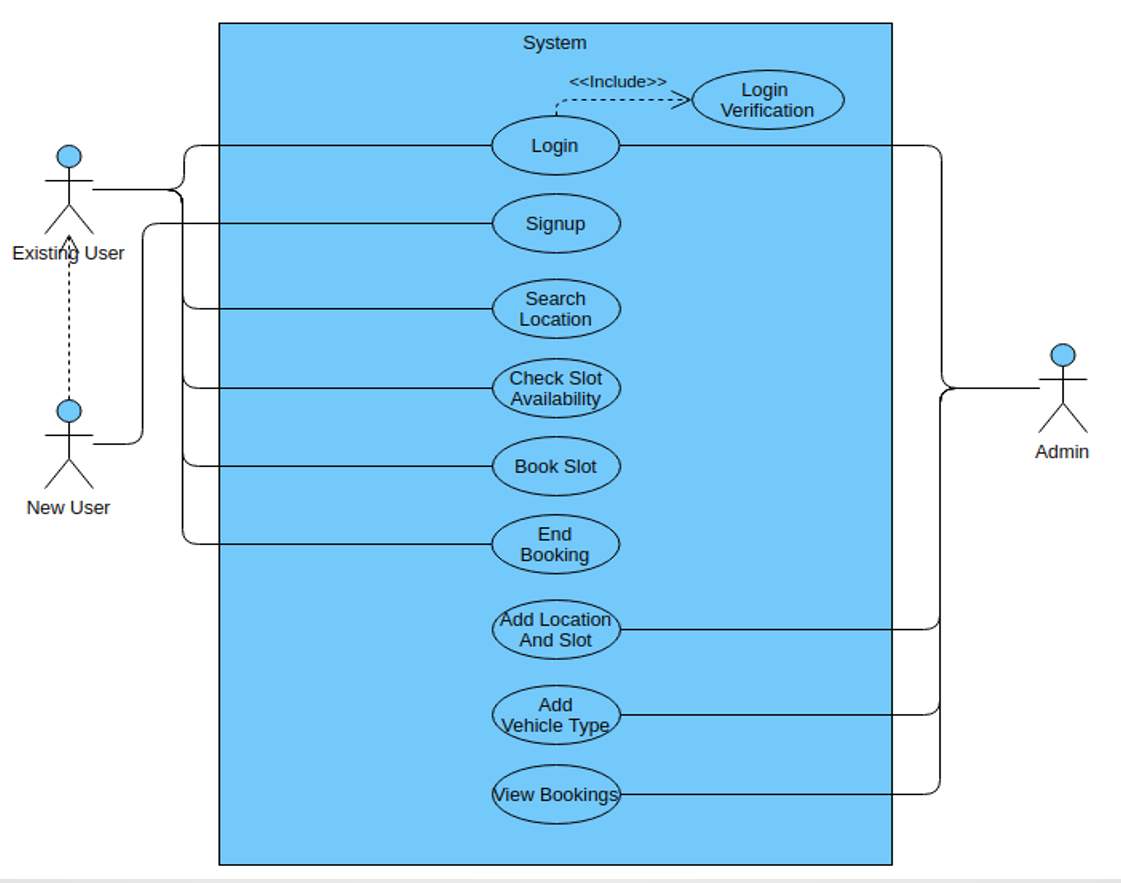 System
<<Include>>
Login
Verification
Login
Signup
Existing User
Search
Location
Check Slot
Availability
Book Slot
Admin
New User
End
Booking
Add Location
And Slot
Add
Vehicle Type
View Bookings